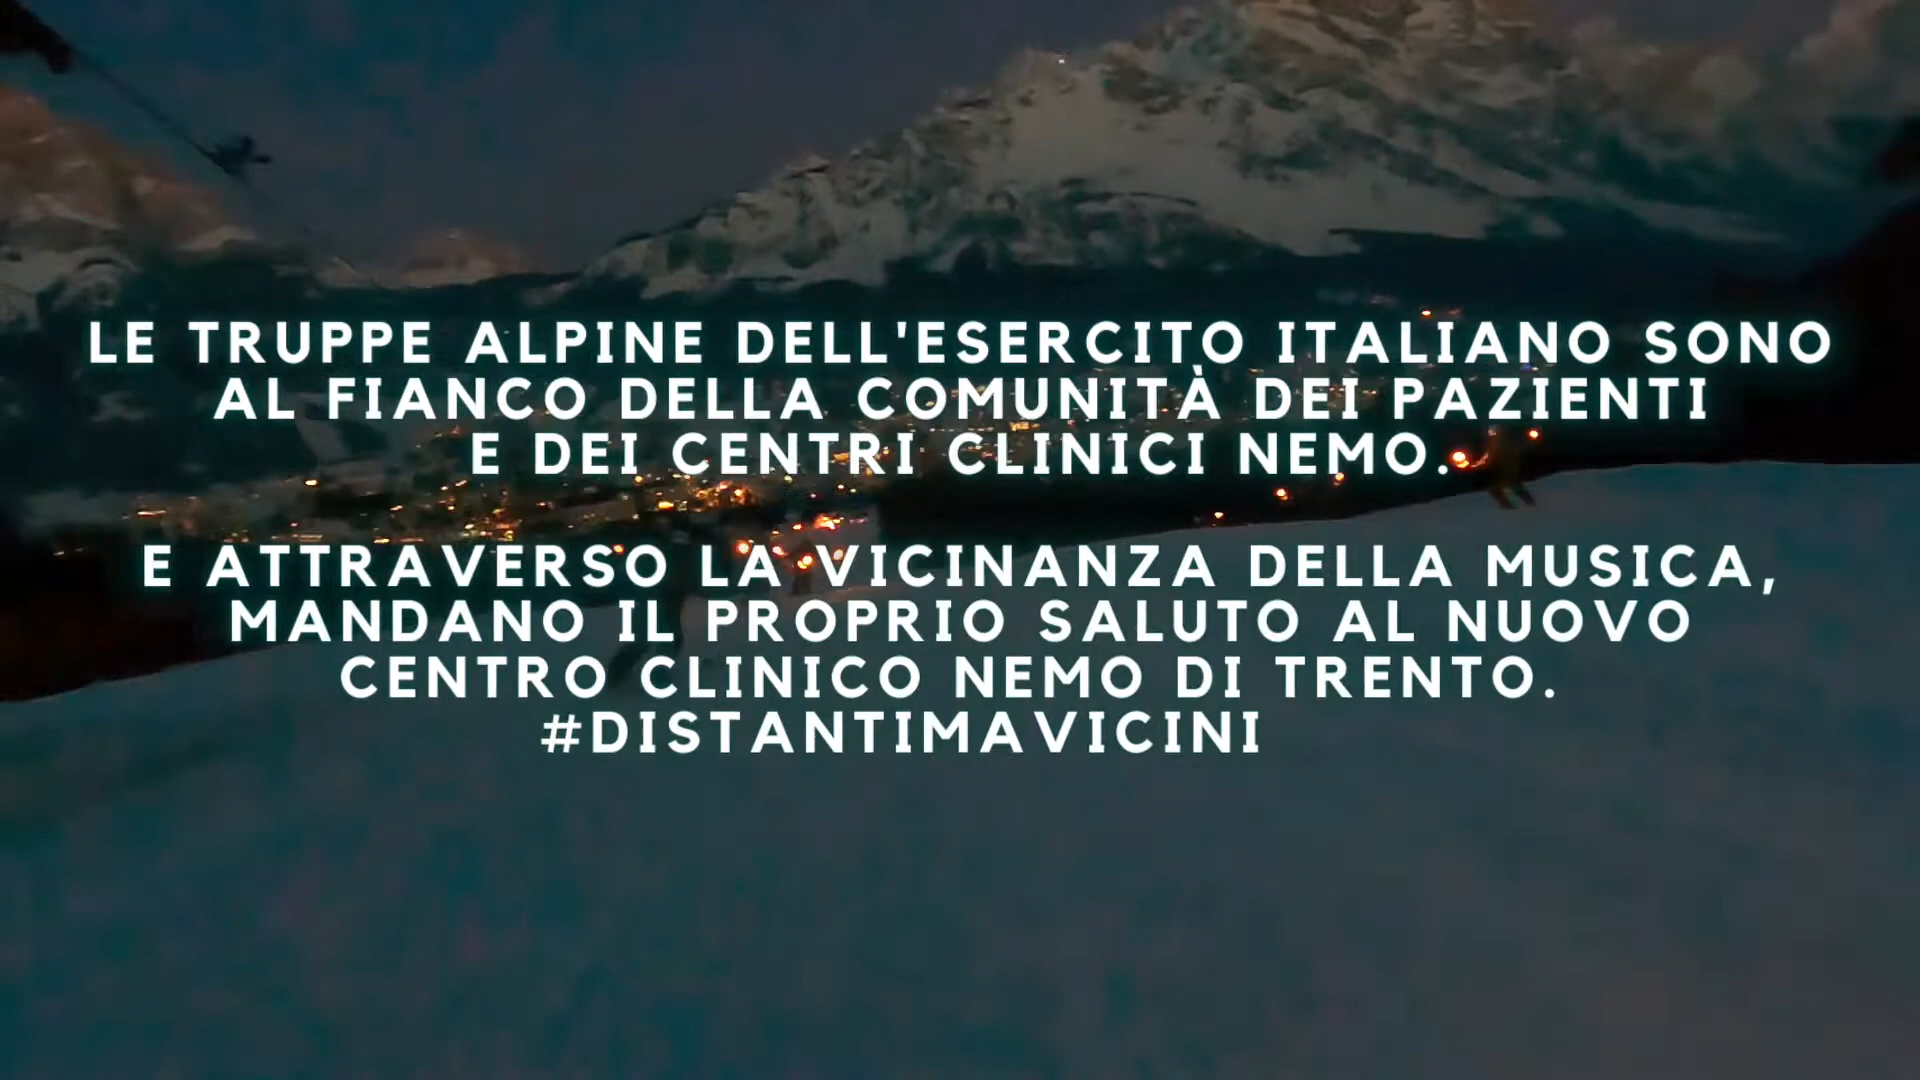 LE TRUPPE ALPINE DELL'ESERCITO ITALIANO SONO
AL FIANCO DELLA COMUNITÀ DEI PAZIENTI
E DEI CENTRI CLINICI NEMO.
E ATTRAVERSO LA VICINANZA DELLA MUSICA,
MANDANO IL PROPRIO SALUTO AL NUOVO
CENTRO CLINICO NEMO DI TRENTO.
#DISTANTIMAVICINI